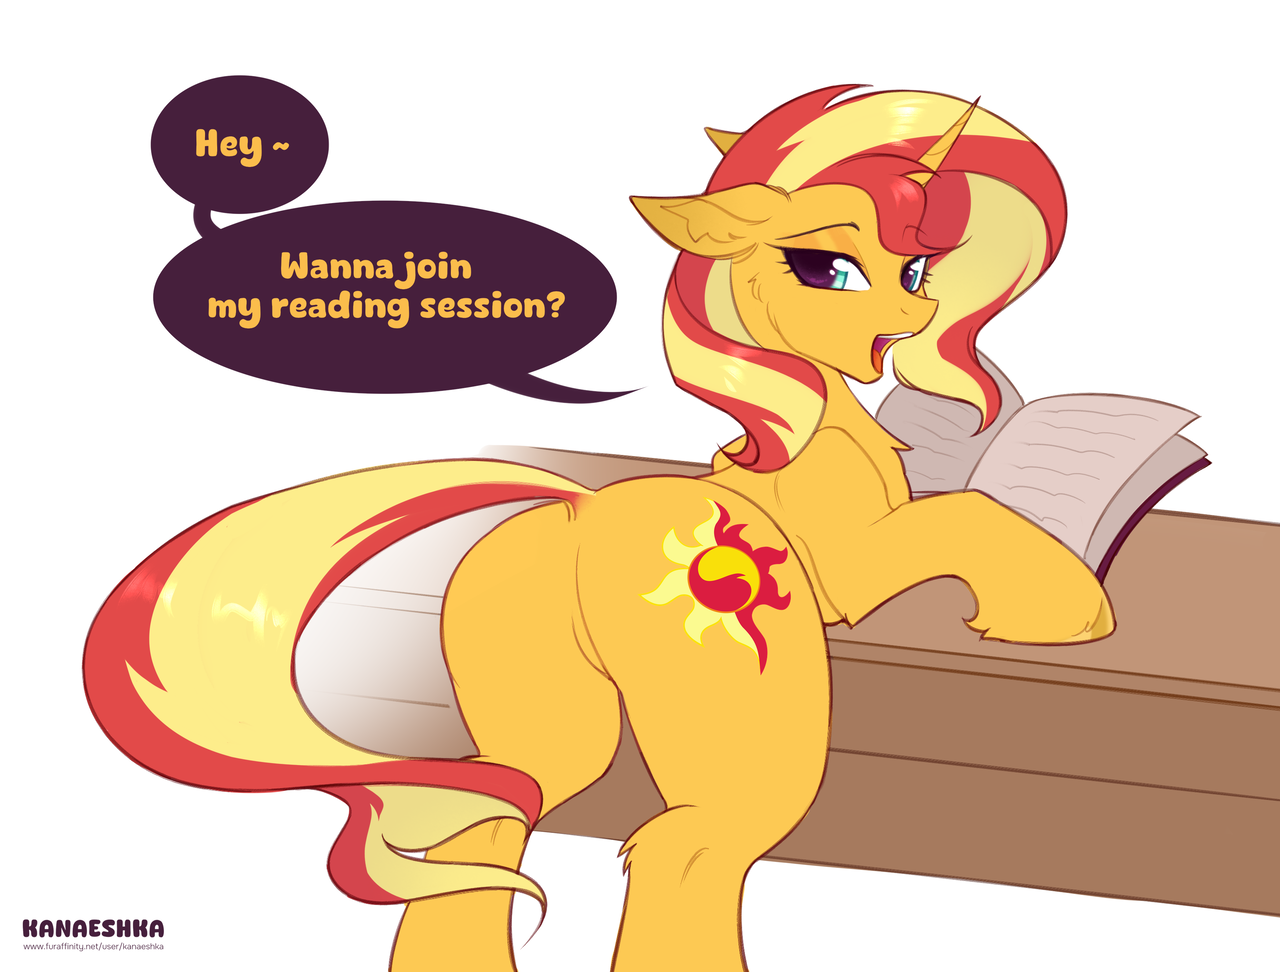 Hey ~
Wanna join
my reading session?
KANAESHKA
www.furaffinity.net/user/kanaeshka